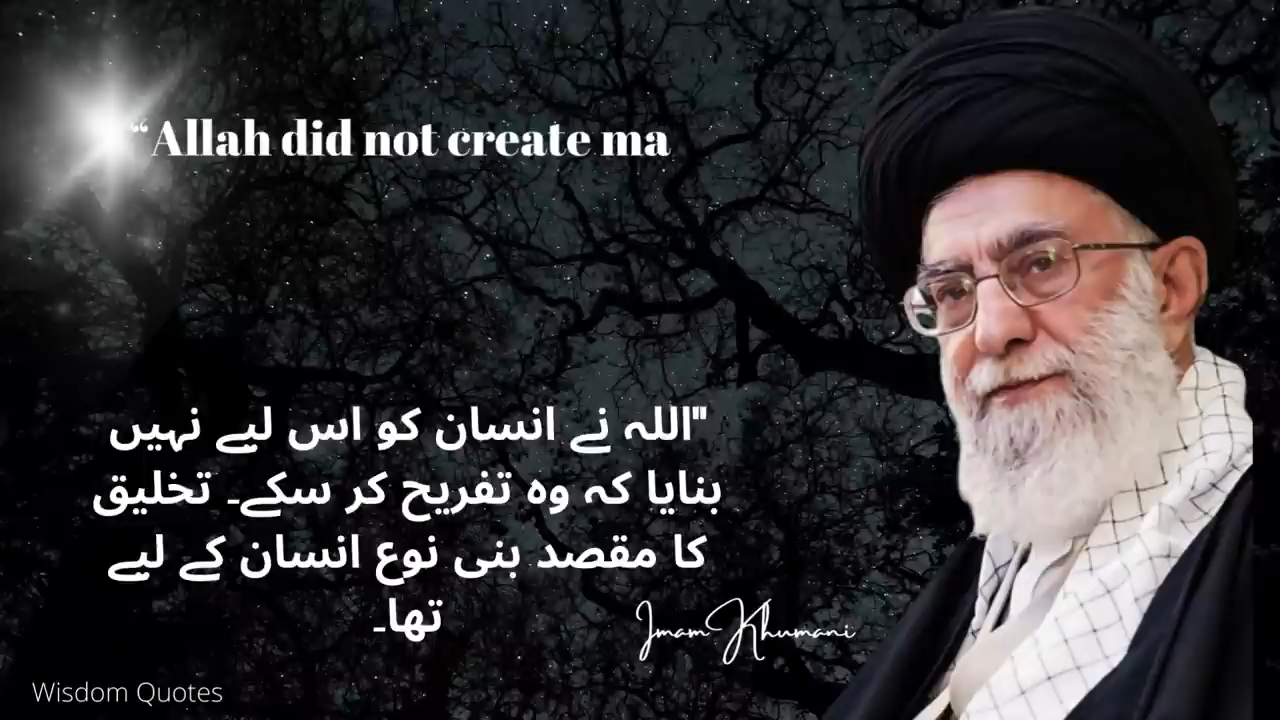 “Allah did not create ma
"اللہ نے انسان کو اس لیے نہیں
بنایا کہ وہ تفریح کر سکے۔ تخلیق
کا مقصد بنی نوع انسان کے لیے
تھا۔
Imam Khumani
Wisdom Quotes